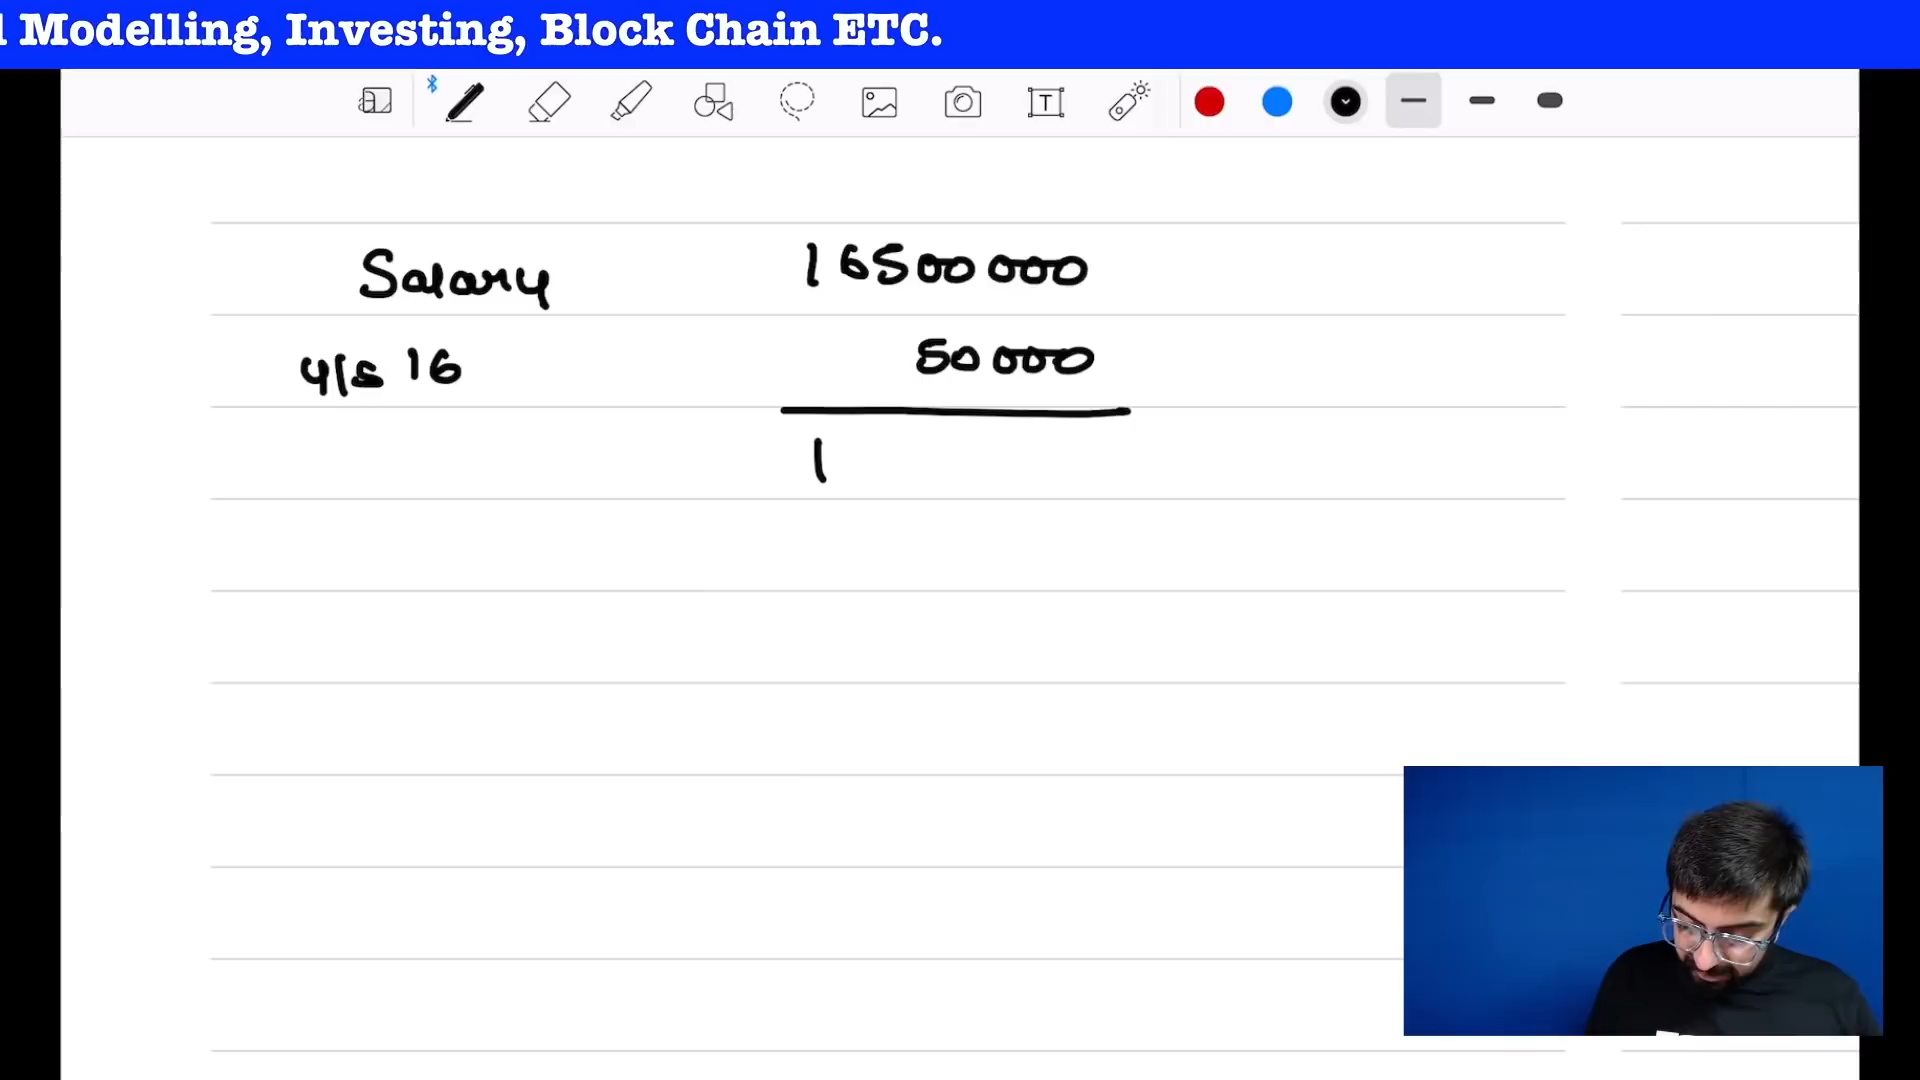 l Modelling, Investing, Block Chain ETC.
T
Salary 16500000
u/s 16 50000
1